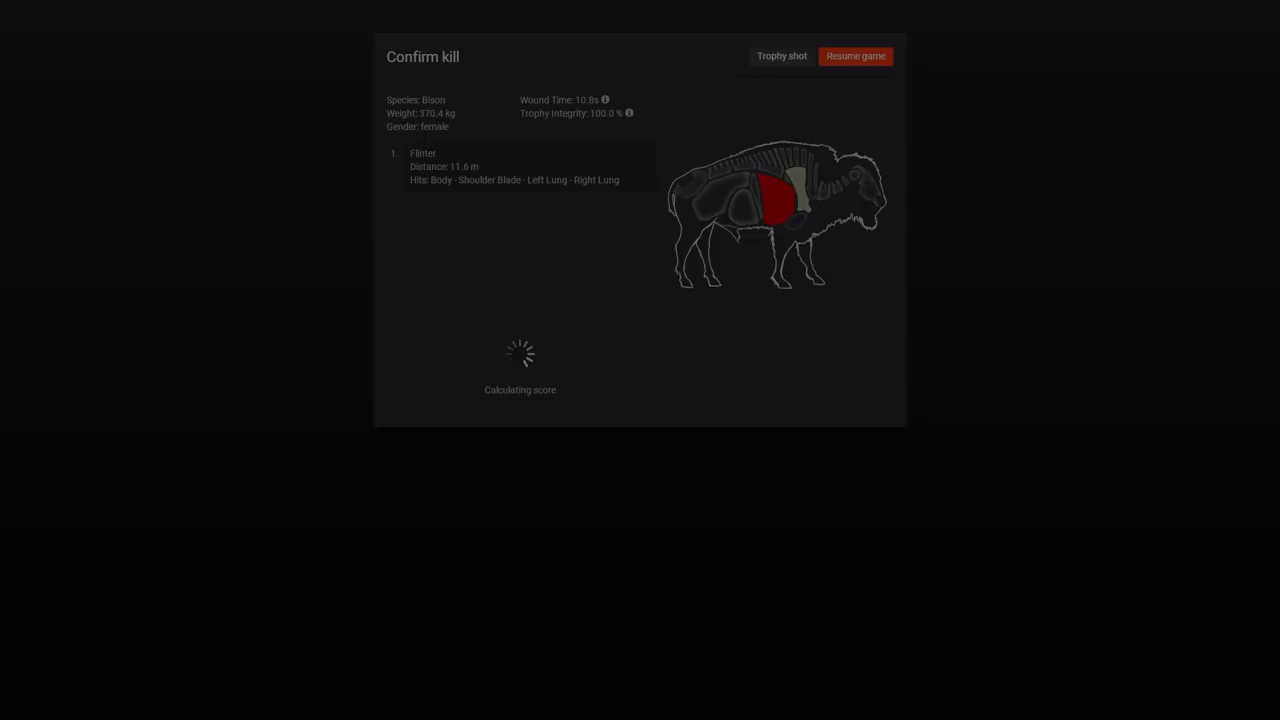 Confirm kill
Trophy shot
Resume game
Species: Bison
Weight: 370.4 kg
Gender: female
Wound Time: 10.8s
Trophy Integrity: 100.0 %
1. Flinter
Distance: 11.6 m
Hits: Body - Shoulder Blade - Left Lung - Right Lung
Calculating score